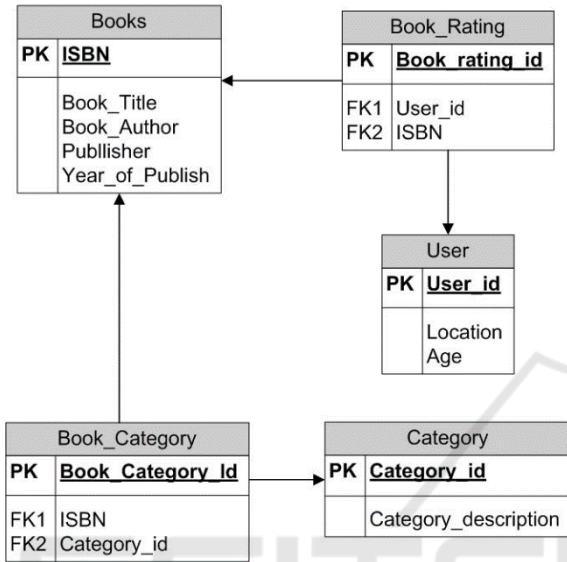 Books
PK ISBN
Book_Title
Book_Author
Publlisher
Year_of_Publish
Book_Rating
PK Book_rating_id
FK1 User_id
FK2 ISBN
User
PK User_id
Location
Age
Book_Category
PK Book_Category_Id
FK1 ISBN
FK2 Category_id
Category
PK Category_id
Category_description